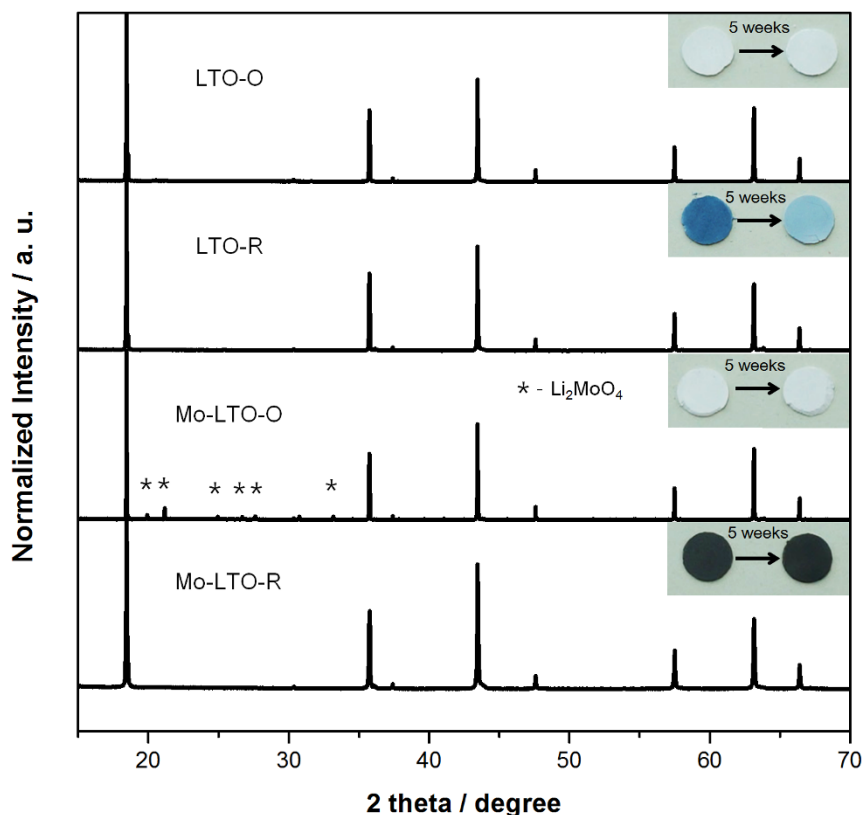 5 weeks
LTO-O
5 weeks
LTO-R
5 weeks
* - Li₂MoO₄
Mo-LTO-O
* * * * * *
5 weeks
Mo-LTO-R
20 30 40 50 60 70
2 theta / degree
Normalized Intensity / a. u.